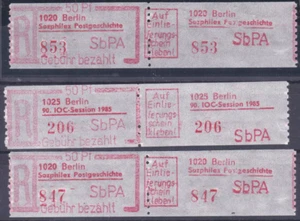 50 Pf
1020 Berlin
Sozphilex Postgeschichte
R 853 SbPA
Gebühr bezahlt
Auf
Einlie-
ferungs-
schein
kleben!
1020 Berlin
Sozphilex Postgeschichte
853 SbPA
50 Pf
1025 Berlin
90. IOC-Session 1985
R 206 SbPA
Gebühr bezahlt
Auf
Einlie-
ferungs-
schein
kleben!
1025 Berlin
90. IOC-Session 1985
206 SbPA
50 Pf
1020 Berlin
Sozphilex Postgeschichte
R 847 SbPA
Gebühr bezahlt
Auf
Einlie-
ferungs-
schein
kleben!
1020 Berlin
Sozphilex Postgeschichte
847 SbPA